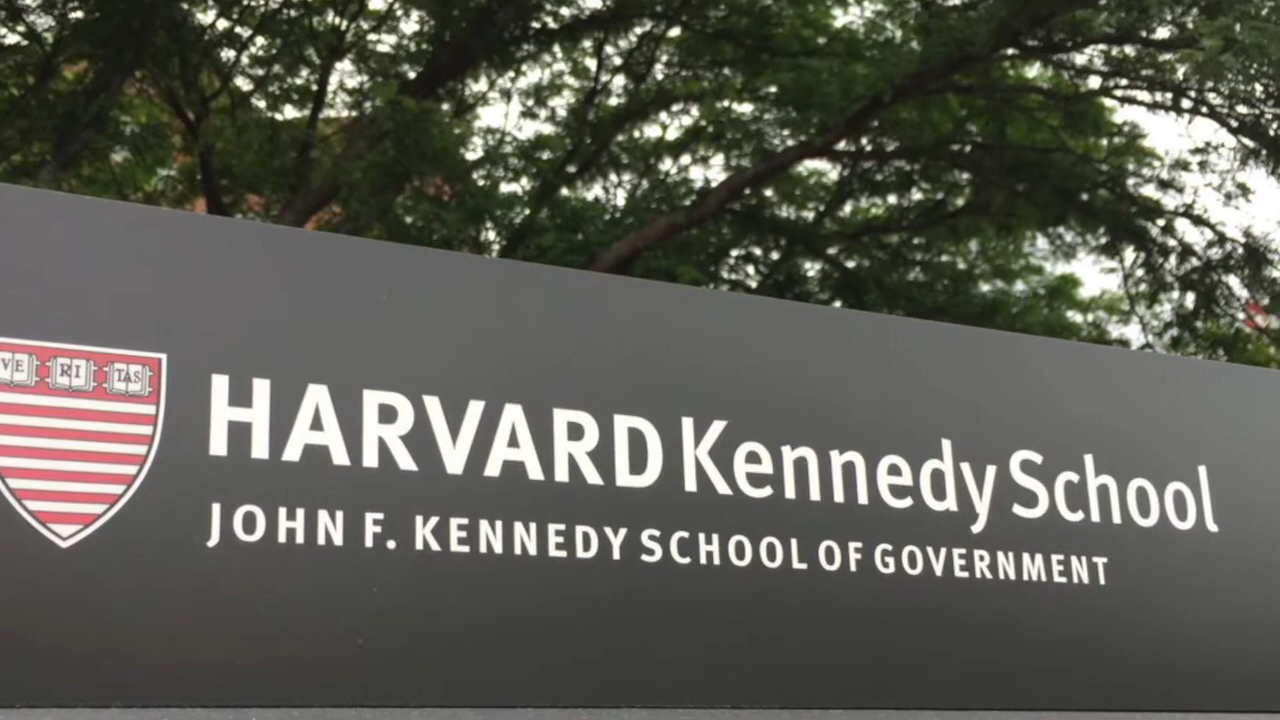 VE RI TAS
HARVARD Kennedy School
JOHN F. KENNEDY SCHOOL OF GOVERNMENT